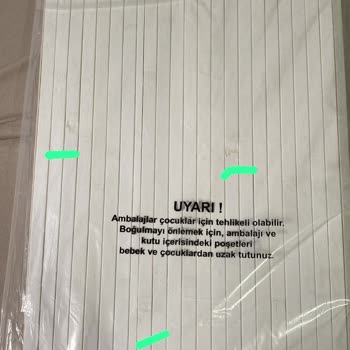 UYARI !
Ambalajlar çocuklar için tehlikeli olabilir.
Boğulmayı önlemek için, ambalajı ve
kutu içerisindeki poşetleri
bebek ve çocuklardan uzak tutunuz.